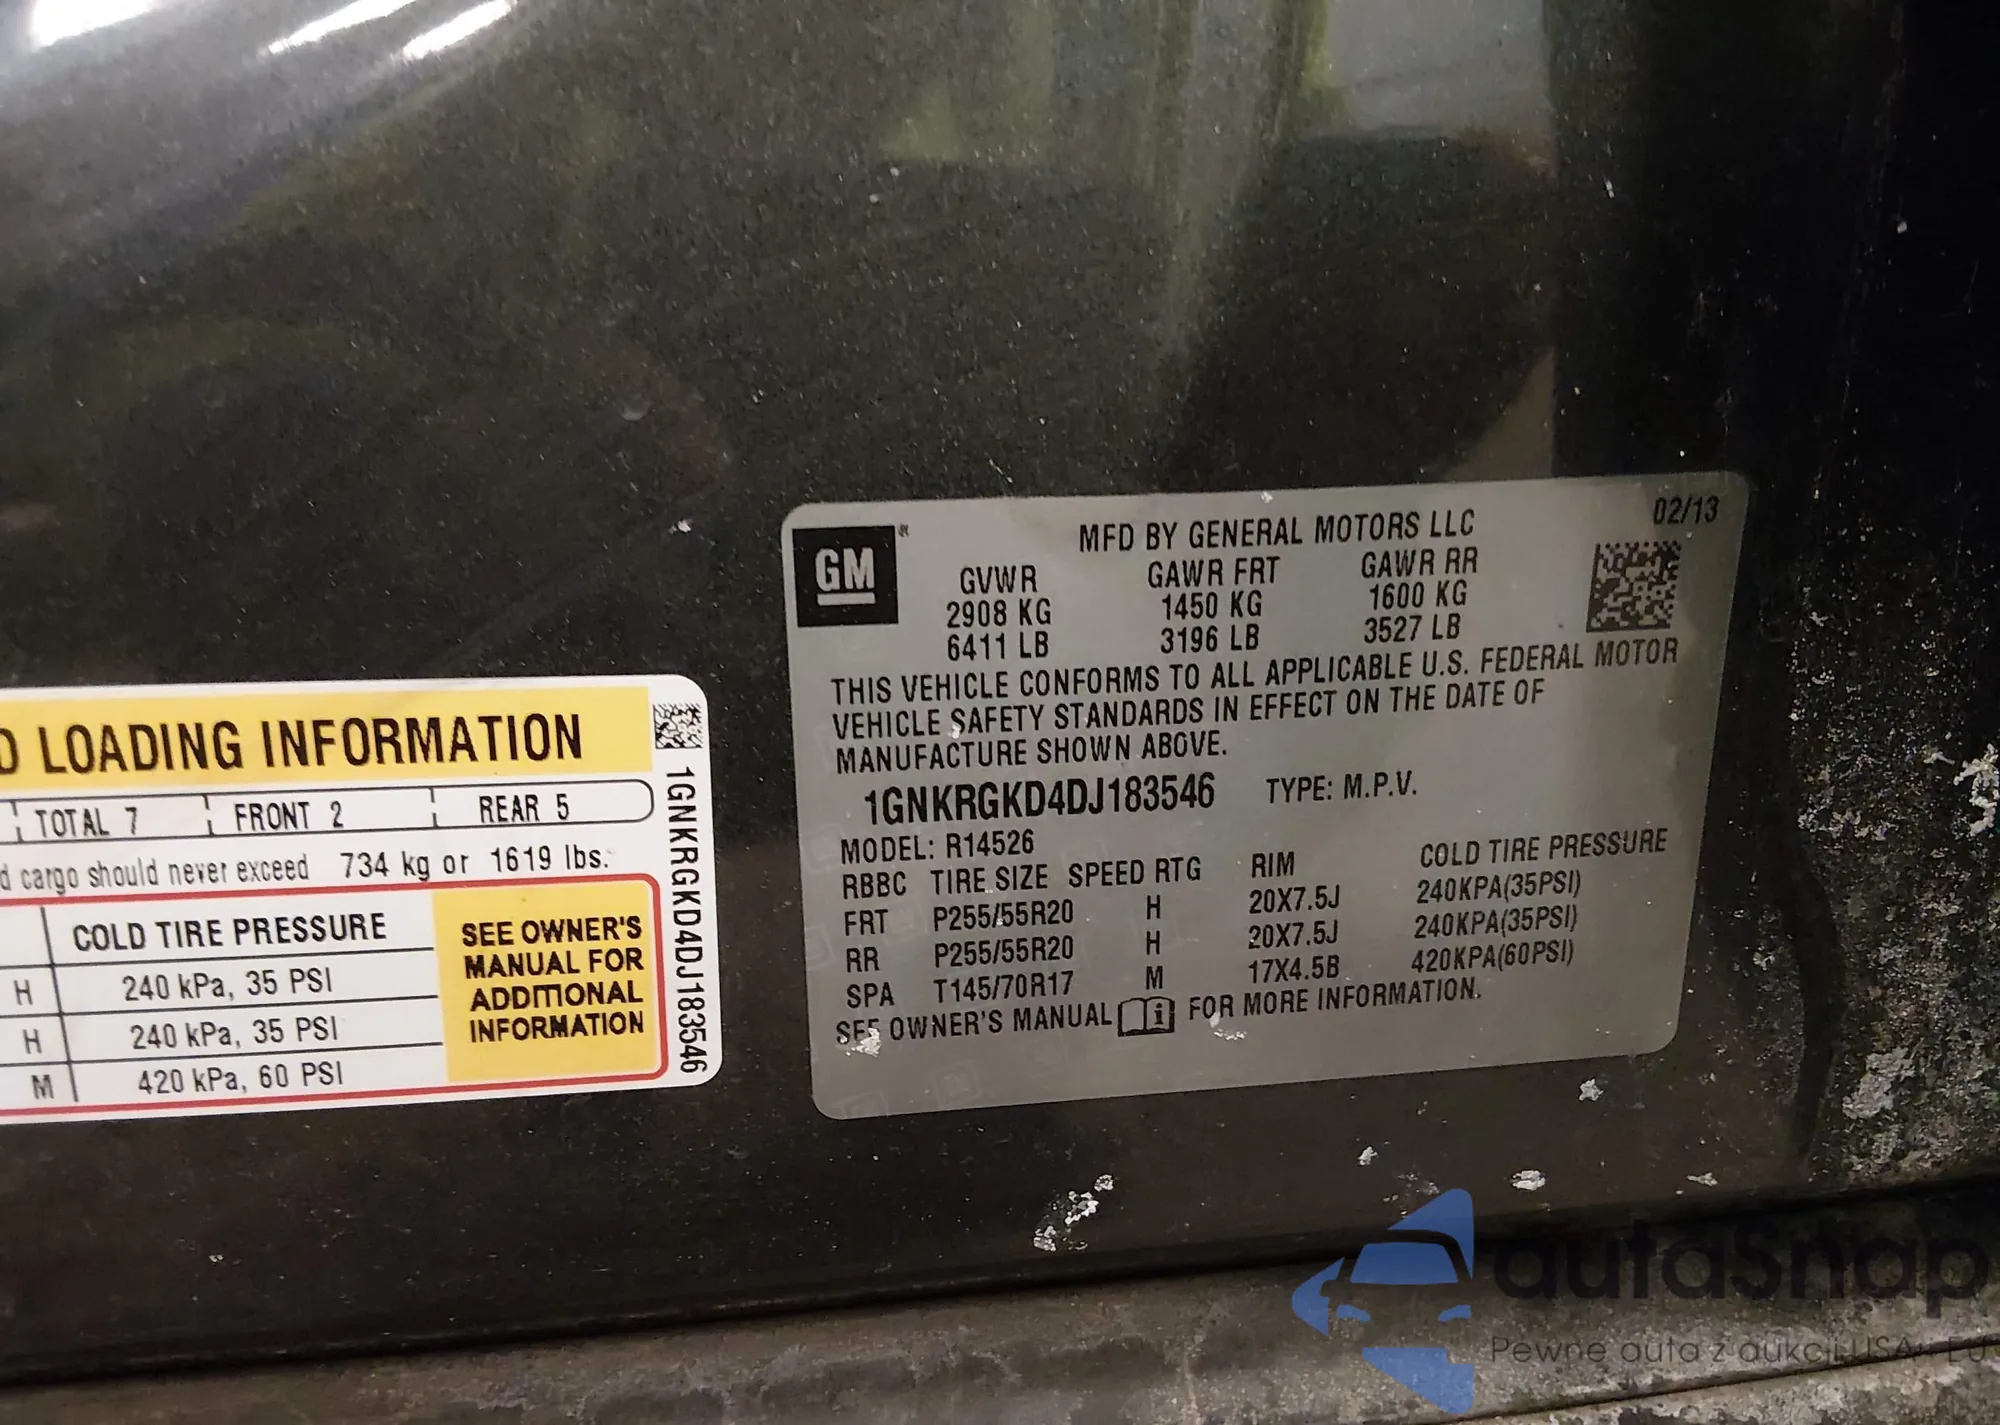 D LOADING INFORMATION
TOTAL 7 FRONT 2 REAR 5
d cargo should never exceed 734 kg or 1619 lbs.
COLD TIRE PRESSURE
H 240 kPa, 35 PSI
H 240 kPa, 35 PSI
M 420 kPa, 60 PSI
SEE OWNER'S
MANUAL FOR
ADDITIONAL
INFORMATION
1GNKRGKD4DJ183546
GM®
02/13
MFD BY GENERAL MOTORS LLC
GVWR GAWR FRT GAWR RR
2908 KG 1450 KG 1600 KG
6411 LB 3196 LB 3527 LB
THIS VEHICLE CONFORMS TO ALL APPLICABLE U.S. FEDERAL MOTOR
VEHICLE SAFETY STANDARDS IN EFFECT ON THE DATE OF
MANUFACTURE SHOWN ABOVE.
1GNKRGKD4DJ183546 TYPE: M.P.V.
MODEL: R14526
RBBC TIRE SIZE SPEED RTG RIM COLD TIRE PRESSURE
FRT P255/55R20 H 20X7.5J 240KPA(35PSI)
RR P255/55R20 H 20X7.5J 240KPA(35PSI)
SPA T145/70R17 M 17X4.5B 420KPA(60PSI)
SEE OWNER'S MANUAL i FOR MORE INFORMATION.
autaSnap
Pewne auta z aukcji USA i EU